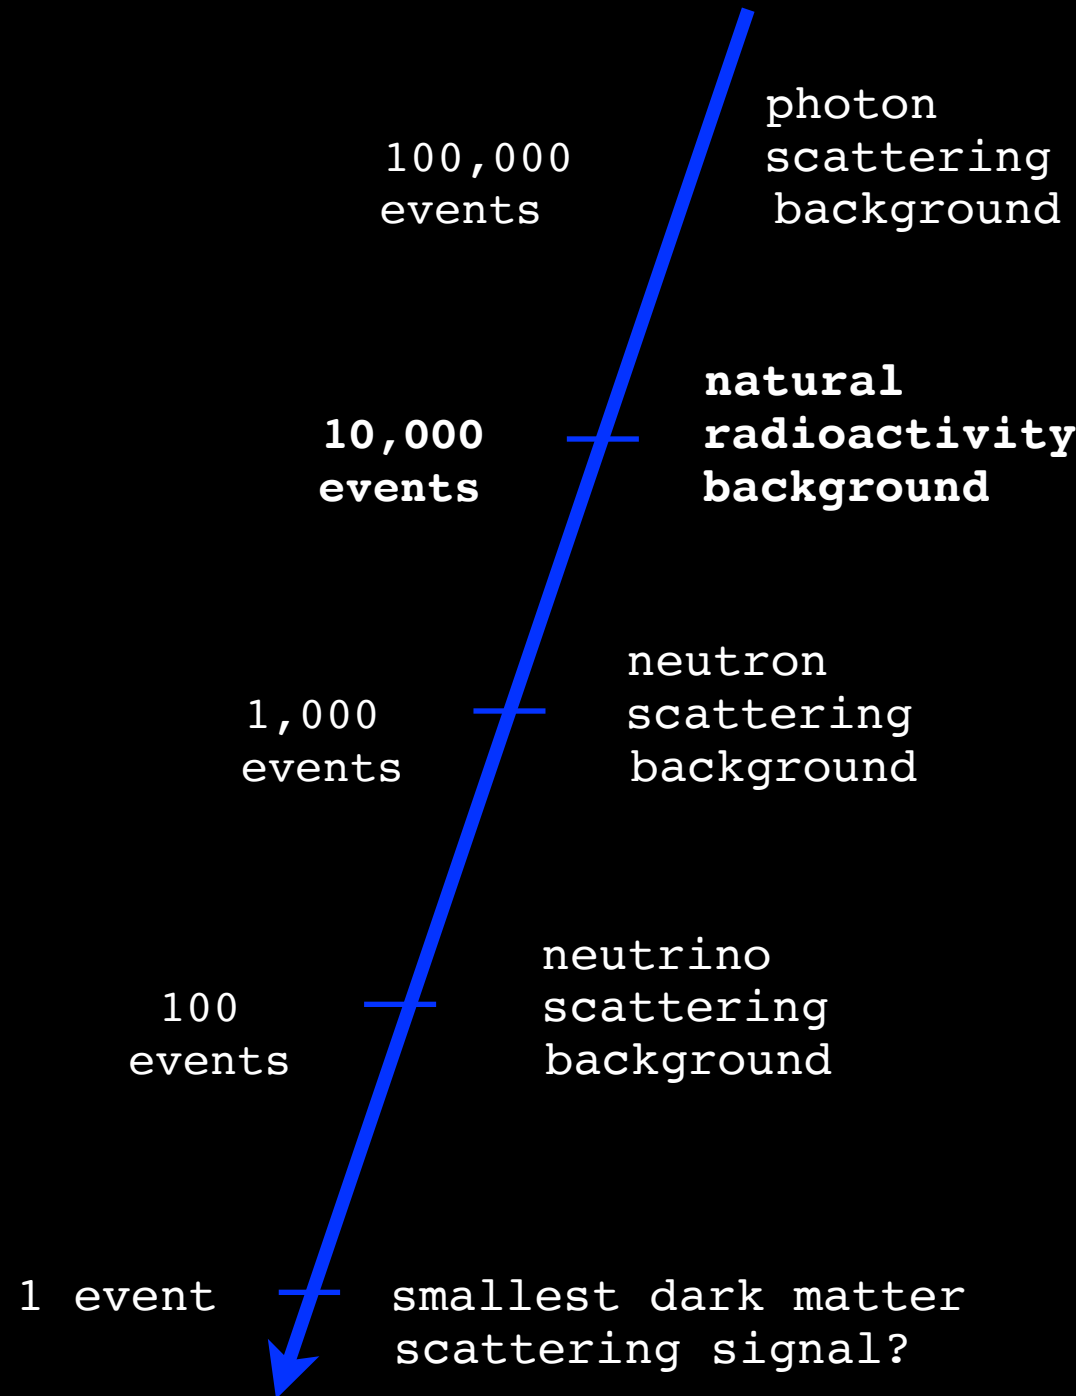 100,000
events
photon
scattering
background
10,000
events
natural
radioactivity
background
1,000
events
neutron
scattering
background
100
events
neutrino
scattering
background
1 event
smallest dark matter
scattering signal?